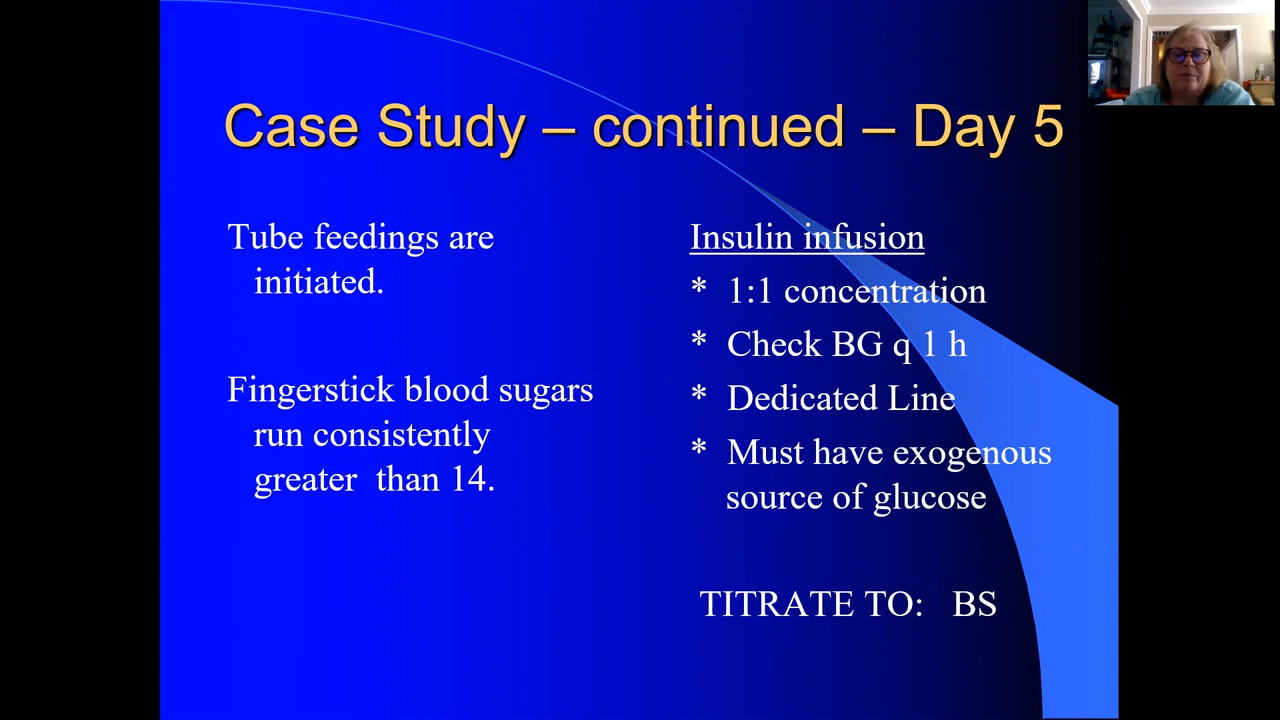 Case Study – continued – Day 5
Tube feedings are
initiated.
Fingerstick blood sugars
run consistently
greater  than 14.
Insulin infusion
*  1:1 concentration
*  Check BG q 1 h
*  Dedicated Line
*  Must have exogenous
source of glucose
TITRATE TO:   BS